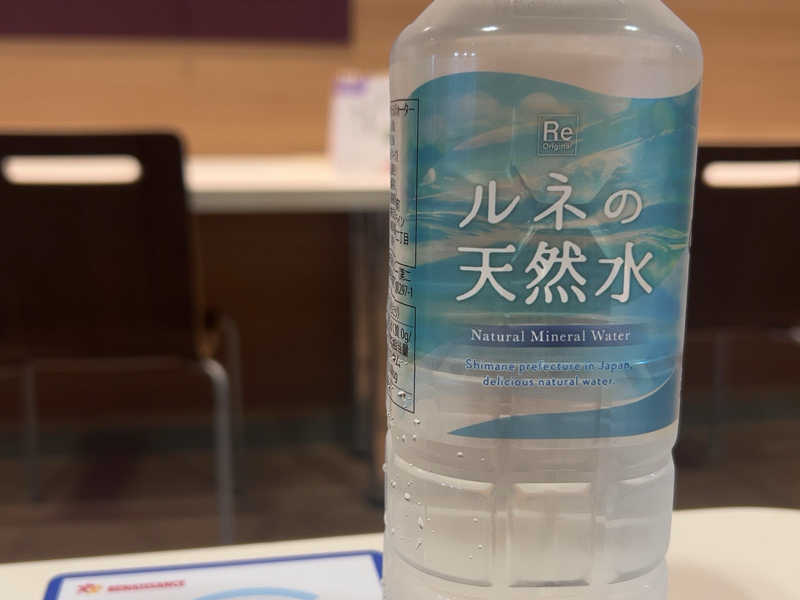 Re
Original
ルネの
天然水
Natural Mineral Water
Shimane prefecture in Japan,
delicious natural water.
RENAISSANCE